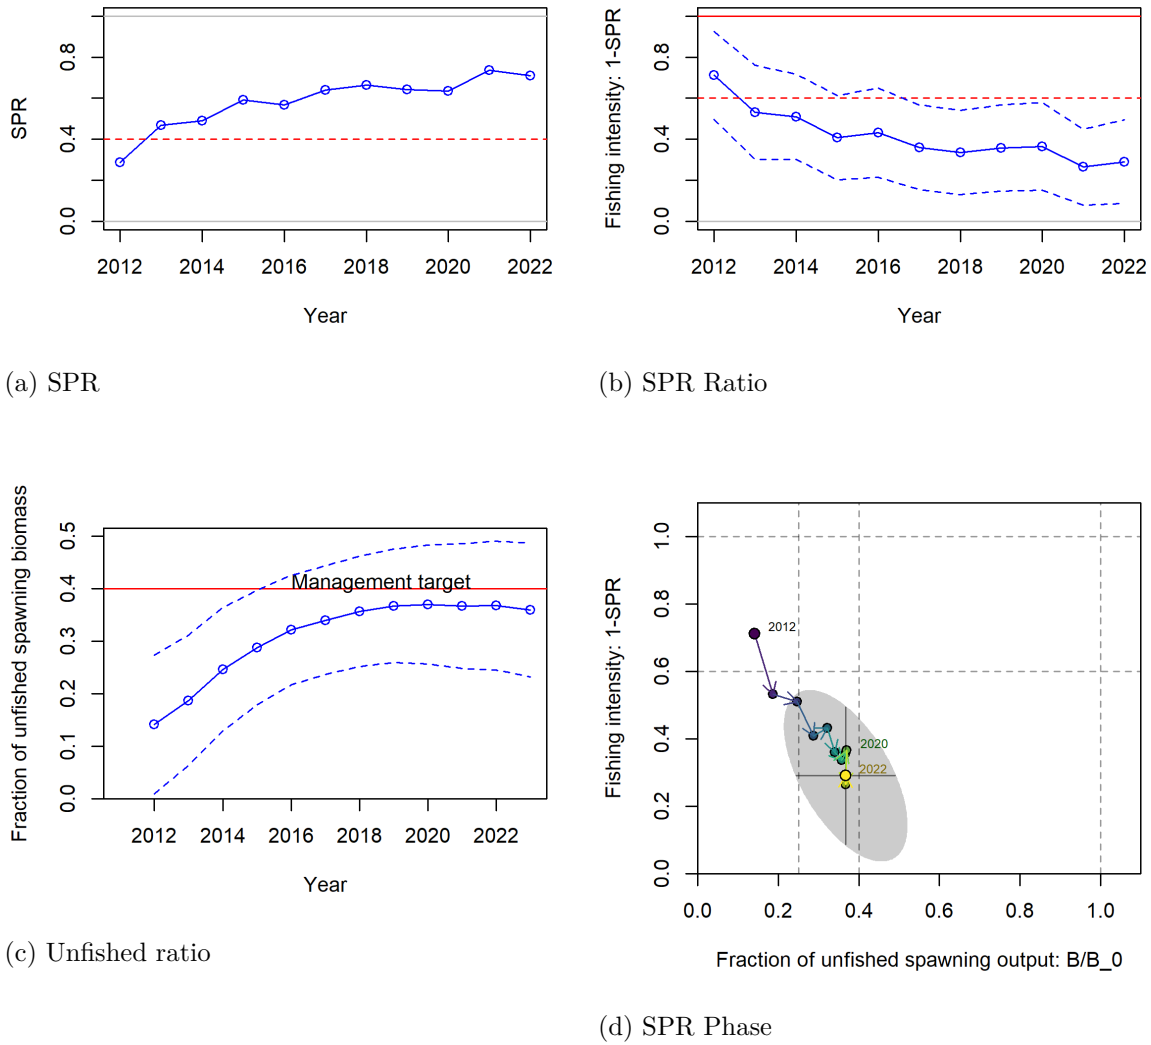 SPR
0.0
0.4
0.8
2012 2014 2016 2018 2020 2022
Year
(a) SPR
Fishing intensity: 1-SPR
0.0
0.4
0.8
2012 2014 2016 2018 2020 2022
Year
(b) SPR Ratio
Fraction of unfished spawning biomass
0.0
0.1
0.2
0.3
0.4
0.5
Management target
2012 2014 2016 2018 2020 2022
Year
(c) Unfished ratio
Fishing intensity: 1-SPR
0.0
0.2
0.4
0.6
0.8
1.0
2012
2020
2022
0.0 0.2 0.4 0.6 0.8 1.0
Fraction of unfished spawning output: B/B_0
(d) SPR Phase